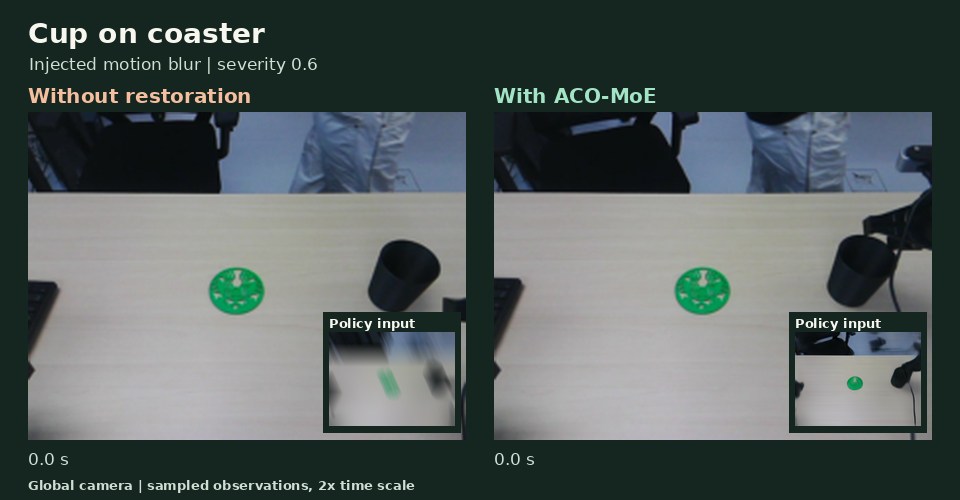 Cup on coaster
Injected motion blur | severity 0.6
Without restoration
With ACO-MoE
Policy input
Policy input
0.0 s
0.0 s
Global camera | sampled observations, 2x time scale